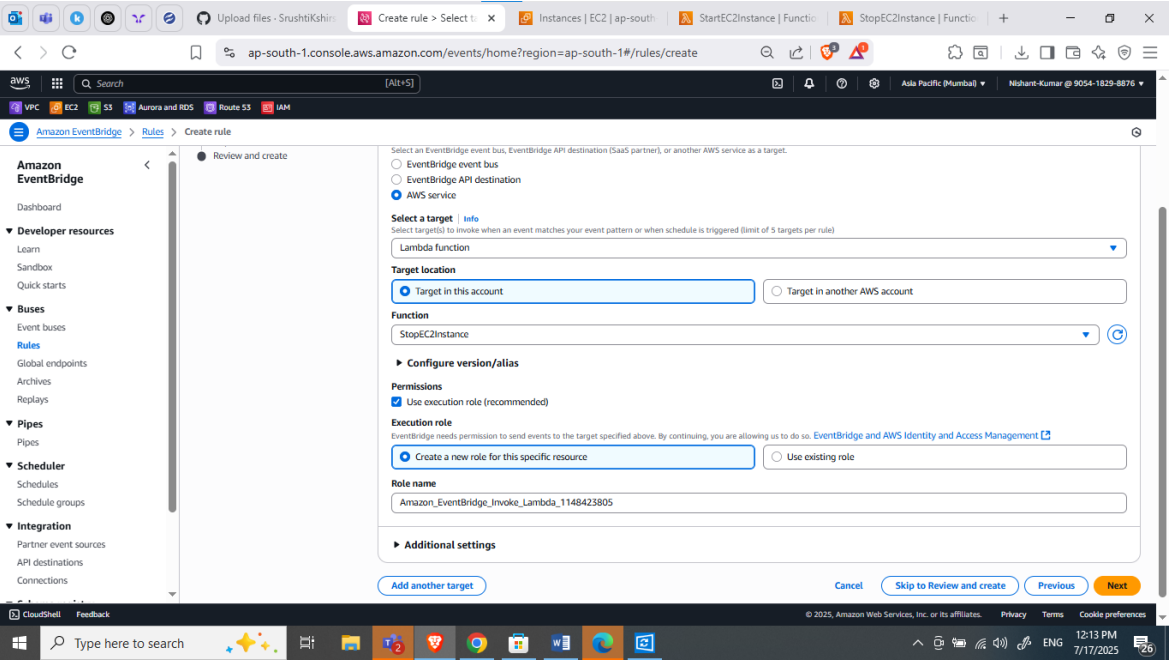 Upload files · SrushtiKshirs
Create rule > Select ta
Instances | EC2 | ap-south
StartEC2Instance | Functio
StopEC2Instance | Functio
ap-south-1.console.aws.amazon.com/events/home?region=ap-south-1#/rules/create
3
1
aws
Search
[Alt+S]
Asia Pacific (Mumbai)
Nishant-Kumar @ 9054-1829-8876
VPC
EC2
S3
Aurora and RDS
Route 53
IAM
Amazon EventBridge
Rules
Create rule
Amazon
EventBridge
Dashboard
Developer resources
Learn
Sandbox
Quick starts
Buses
Event buses
Rules
Global endpoints
Archives
Replays
Pipes
Pipes
Scheduler
Schedules
Schedule groups
Integration
Partner event sources
API destinations
Connections
Review and create
Select an EventBridge event bus, EventBridge API destination (SaaS partner), or another AWS service as a target.
EventBridge event bus
EventBridge API destination
AWS service
Select a target
Info
Select target(s) to invoke when an event matches your event pattern or when schedule is triggered (limit of 5 targets per rule)
Lambda function
Target location
Target in this account
Target in another AWS account
Function
StopEC2Instance
Configure version/alias
Permissions
Use execution role (recommended)
Execution role
EventBridge needs permission to send events to the target specified above. By continuing, you are allowing us to do so. EventBridge and AWS Identity and Access Management
Create a new role for this specific resource
Use existing role
Role name
Amazon_EventBridge_Invoke_Lambda_1148423805
Additional settings
Add another target
Cancel
Skip to Review and create
Previous
Next
CloudShell
Feedback
© 2025, Amazon Web Services, Inc. or its affiliates.
Privacy
Terms
Cookie preferences
Type here to search
2
ENG
12:13 PM
7/17/2025
26